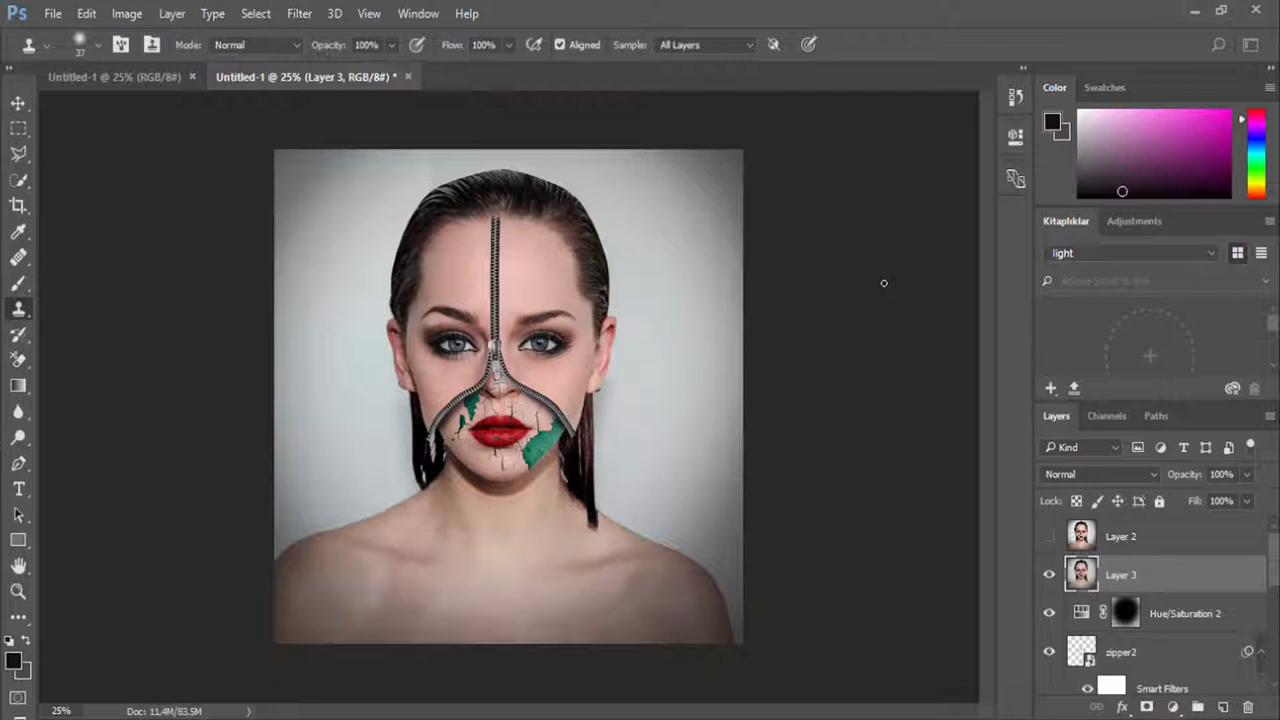 Ps File Edit Image Layer Type Select Filter 3D View Window Help
37 Mode: Normal Opacity: 100% Flow: 100% Aligned Sample: All Layers
Untitled-1 @ 25% (RGB/8#) × Untitled-1 @ 25% (Layer 3, RGB/8#) * ×
Color Swatches
Kitaplıklar Adjustments
light
Layers Channels Paths
Kind
Normal Opacity: 100%
Lock: Fill: 100%
Layer 2
Layer 3
Hue/Saturation 2
zipper2
Smart Filters
25% Doc: 11,4M/83,5M